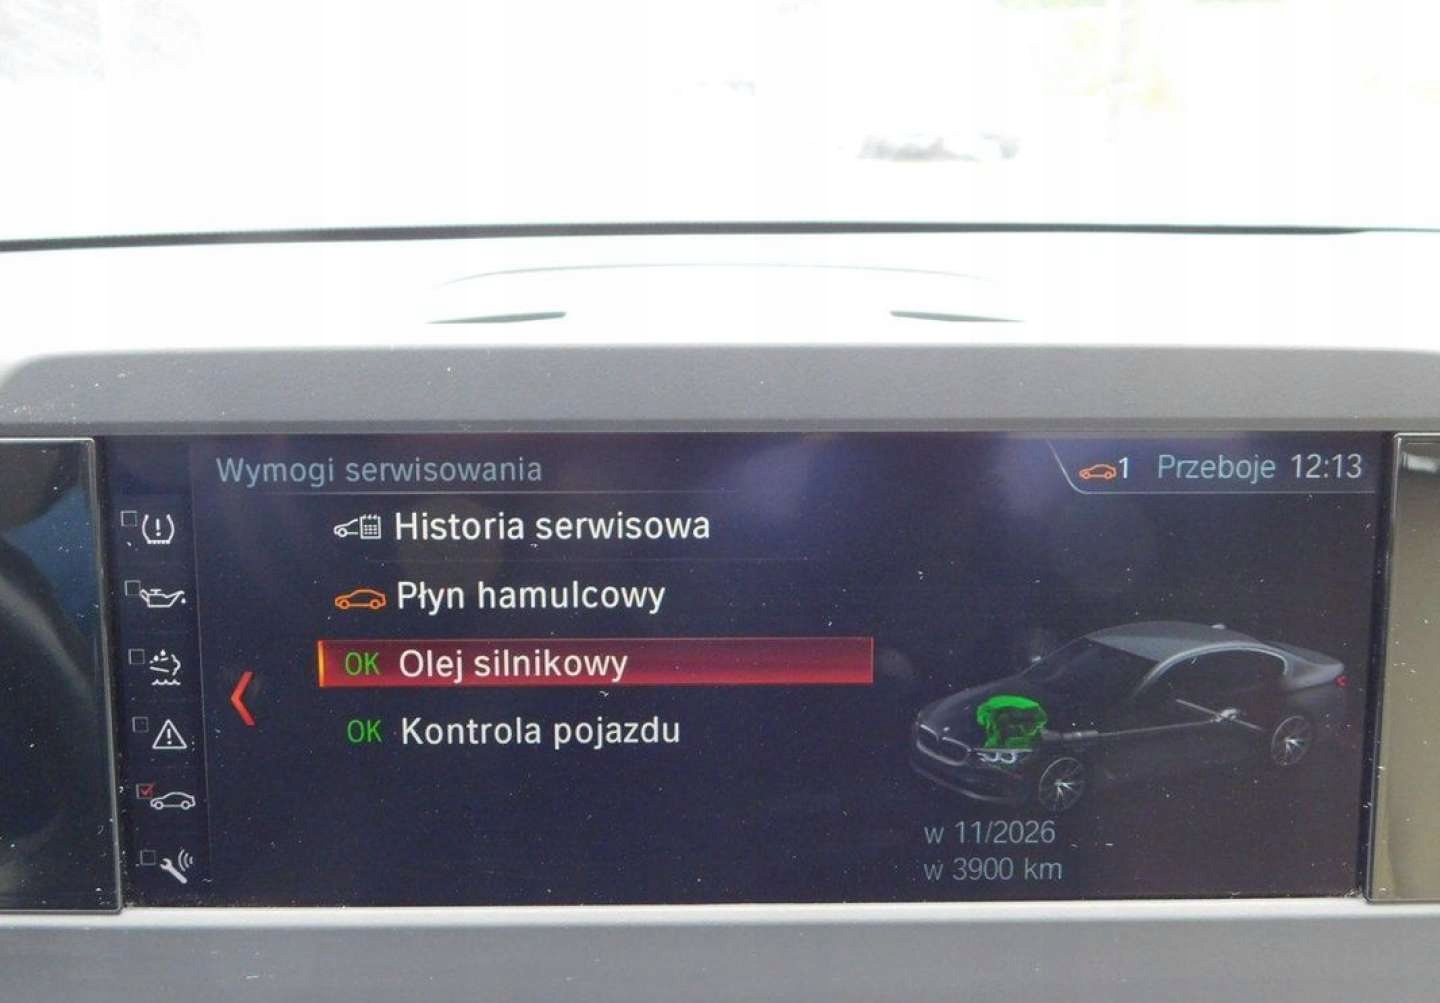 Wymogi serwisowania
1 Przeboje 12:13
Historia serwisowa
Płyn hamulcowy
OK Olej silnikowy
OK Kontrola pojazdu
w 11/2026
w 3900 km